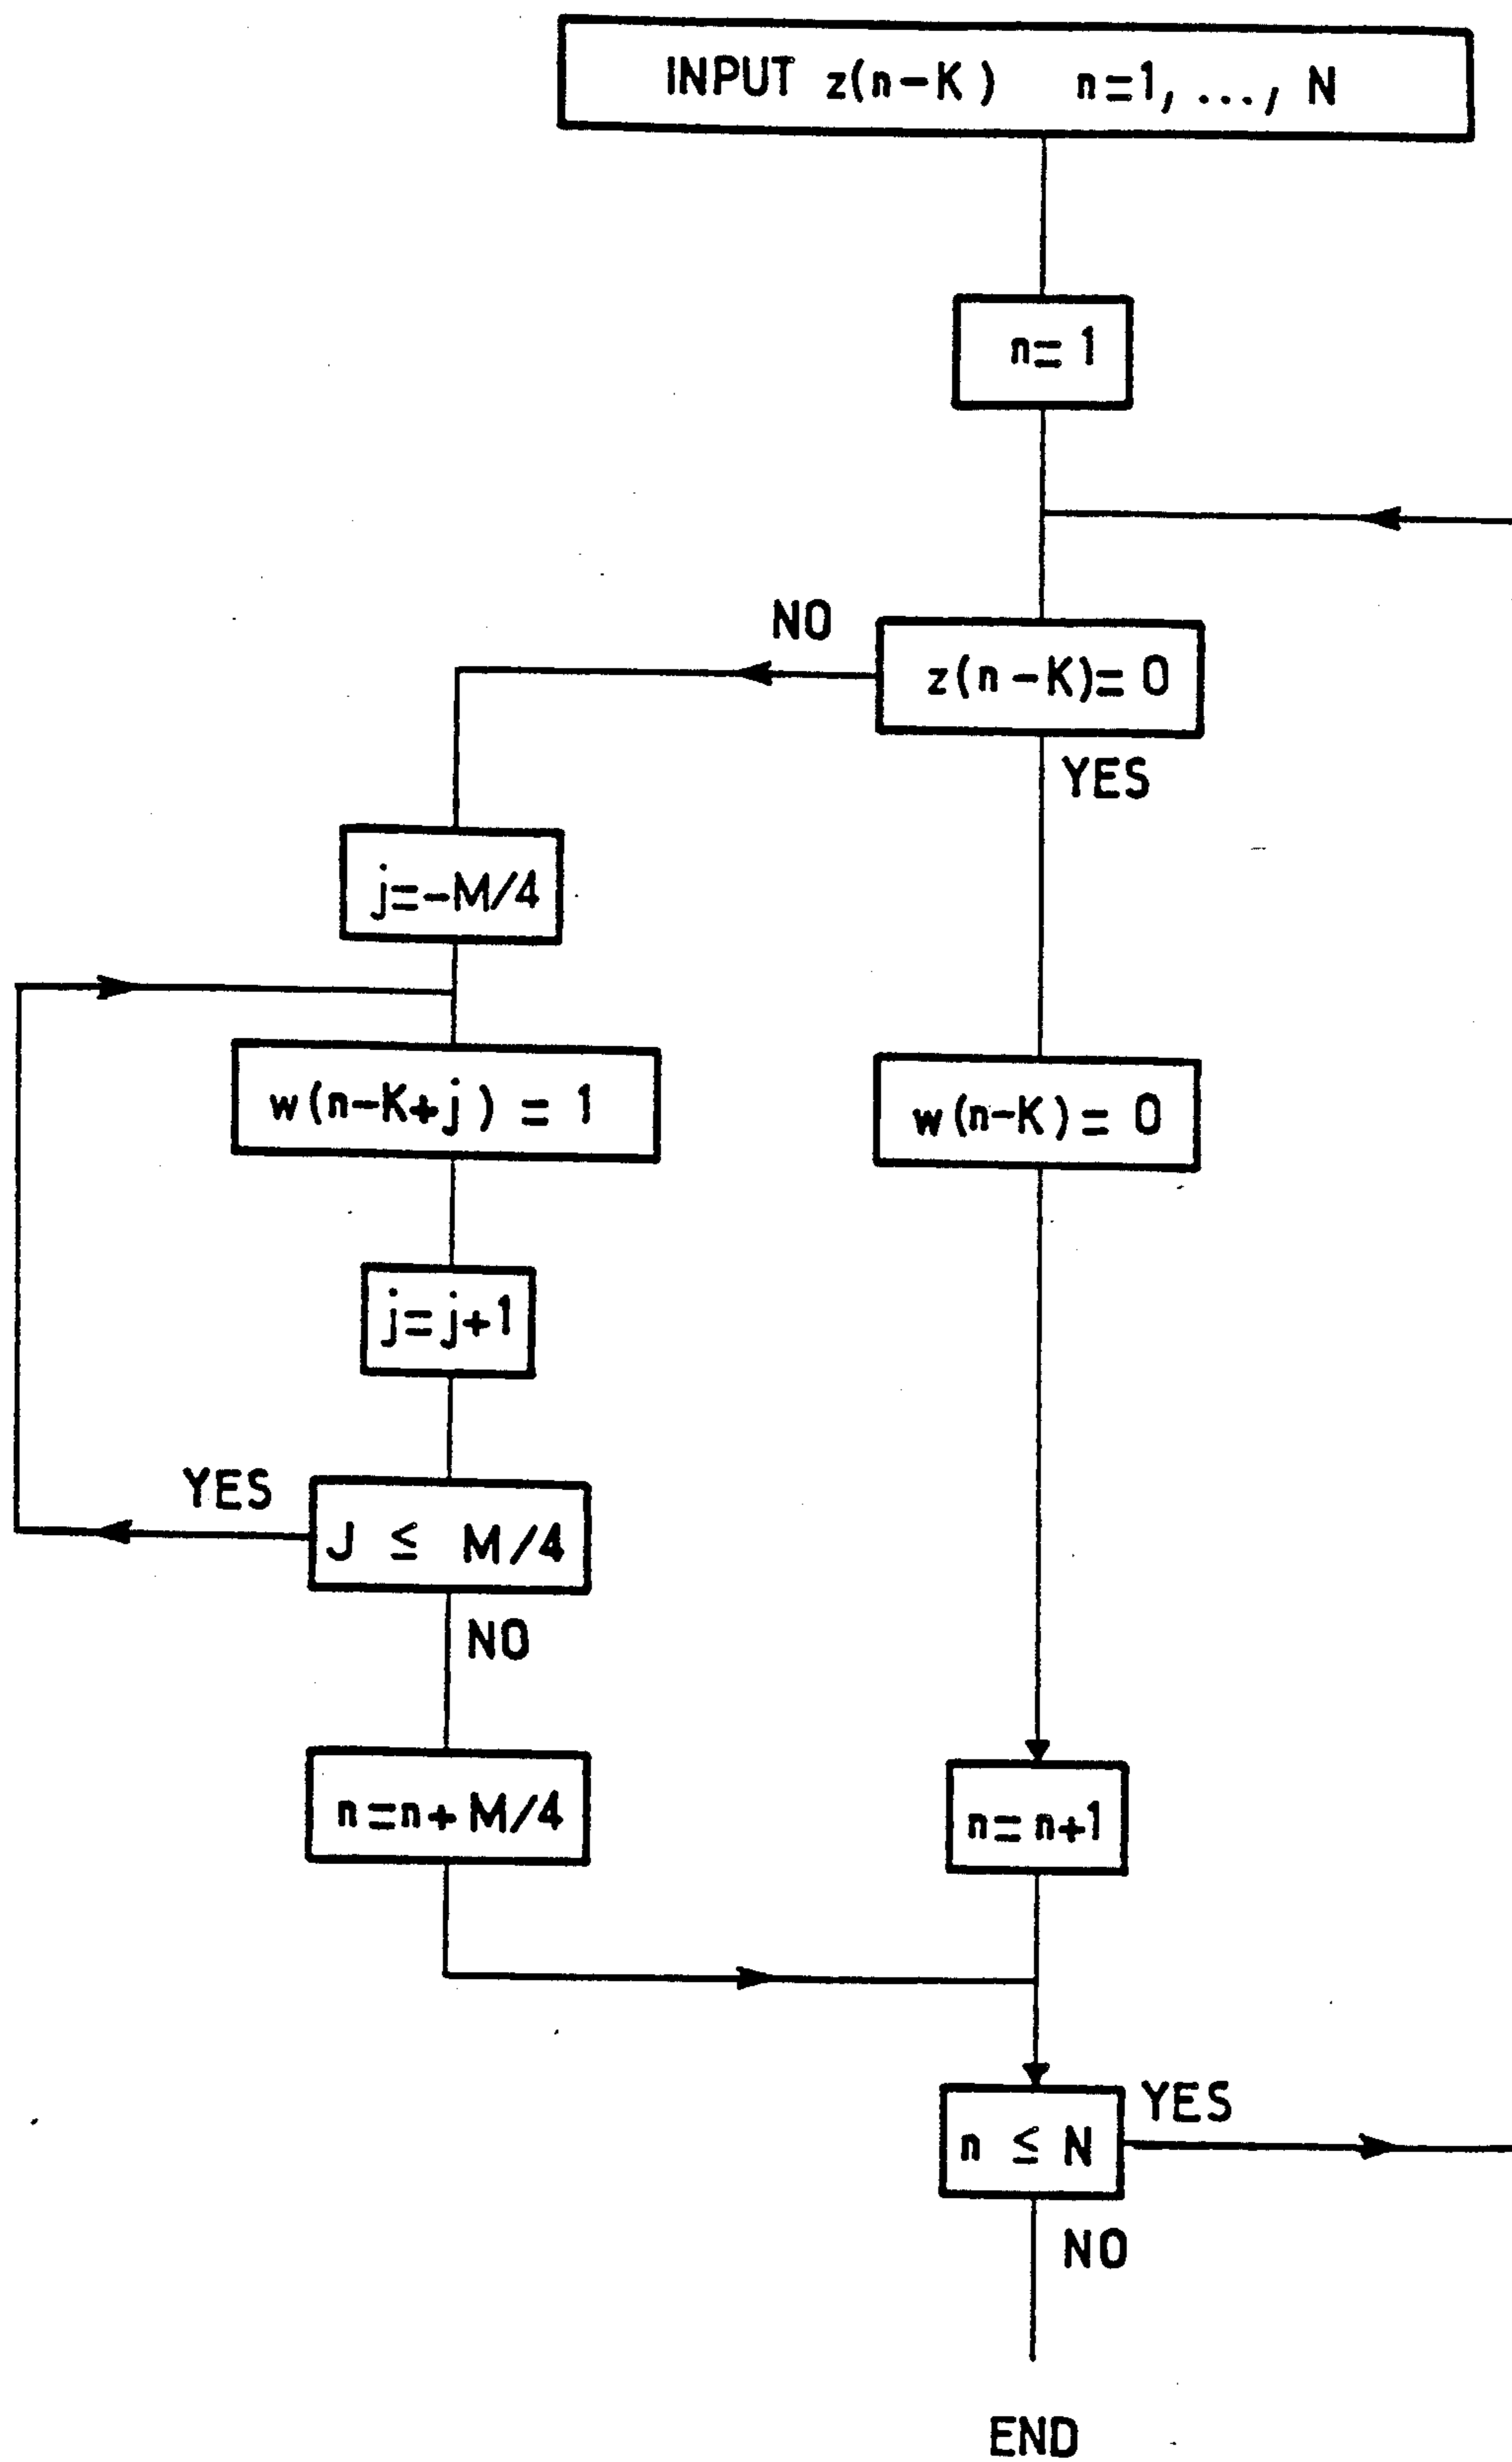 INPUT z(n-K) n=1, ..., N
n=1
NO
z(n-K)=0
YES
j=-M/4
w(n-K+j) = 1
w(n-K)=0
j=j+1
YES
J ≤ M/4
NO
n=n+M/4
n=n+1
YES
n ≤ N
NO
END